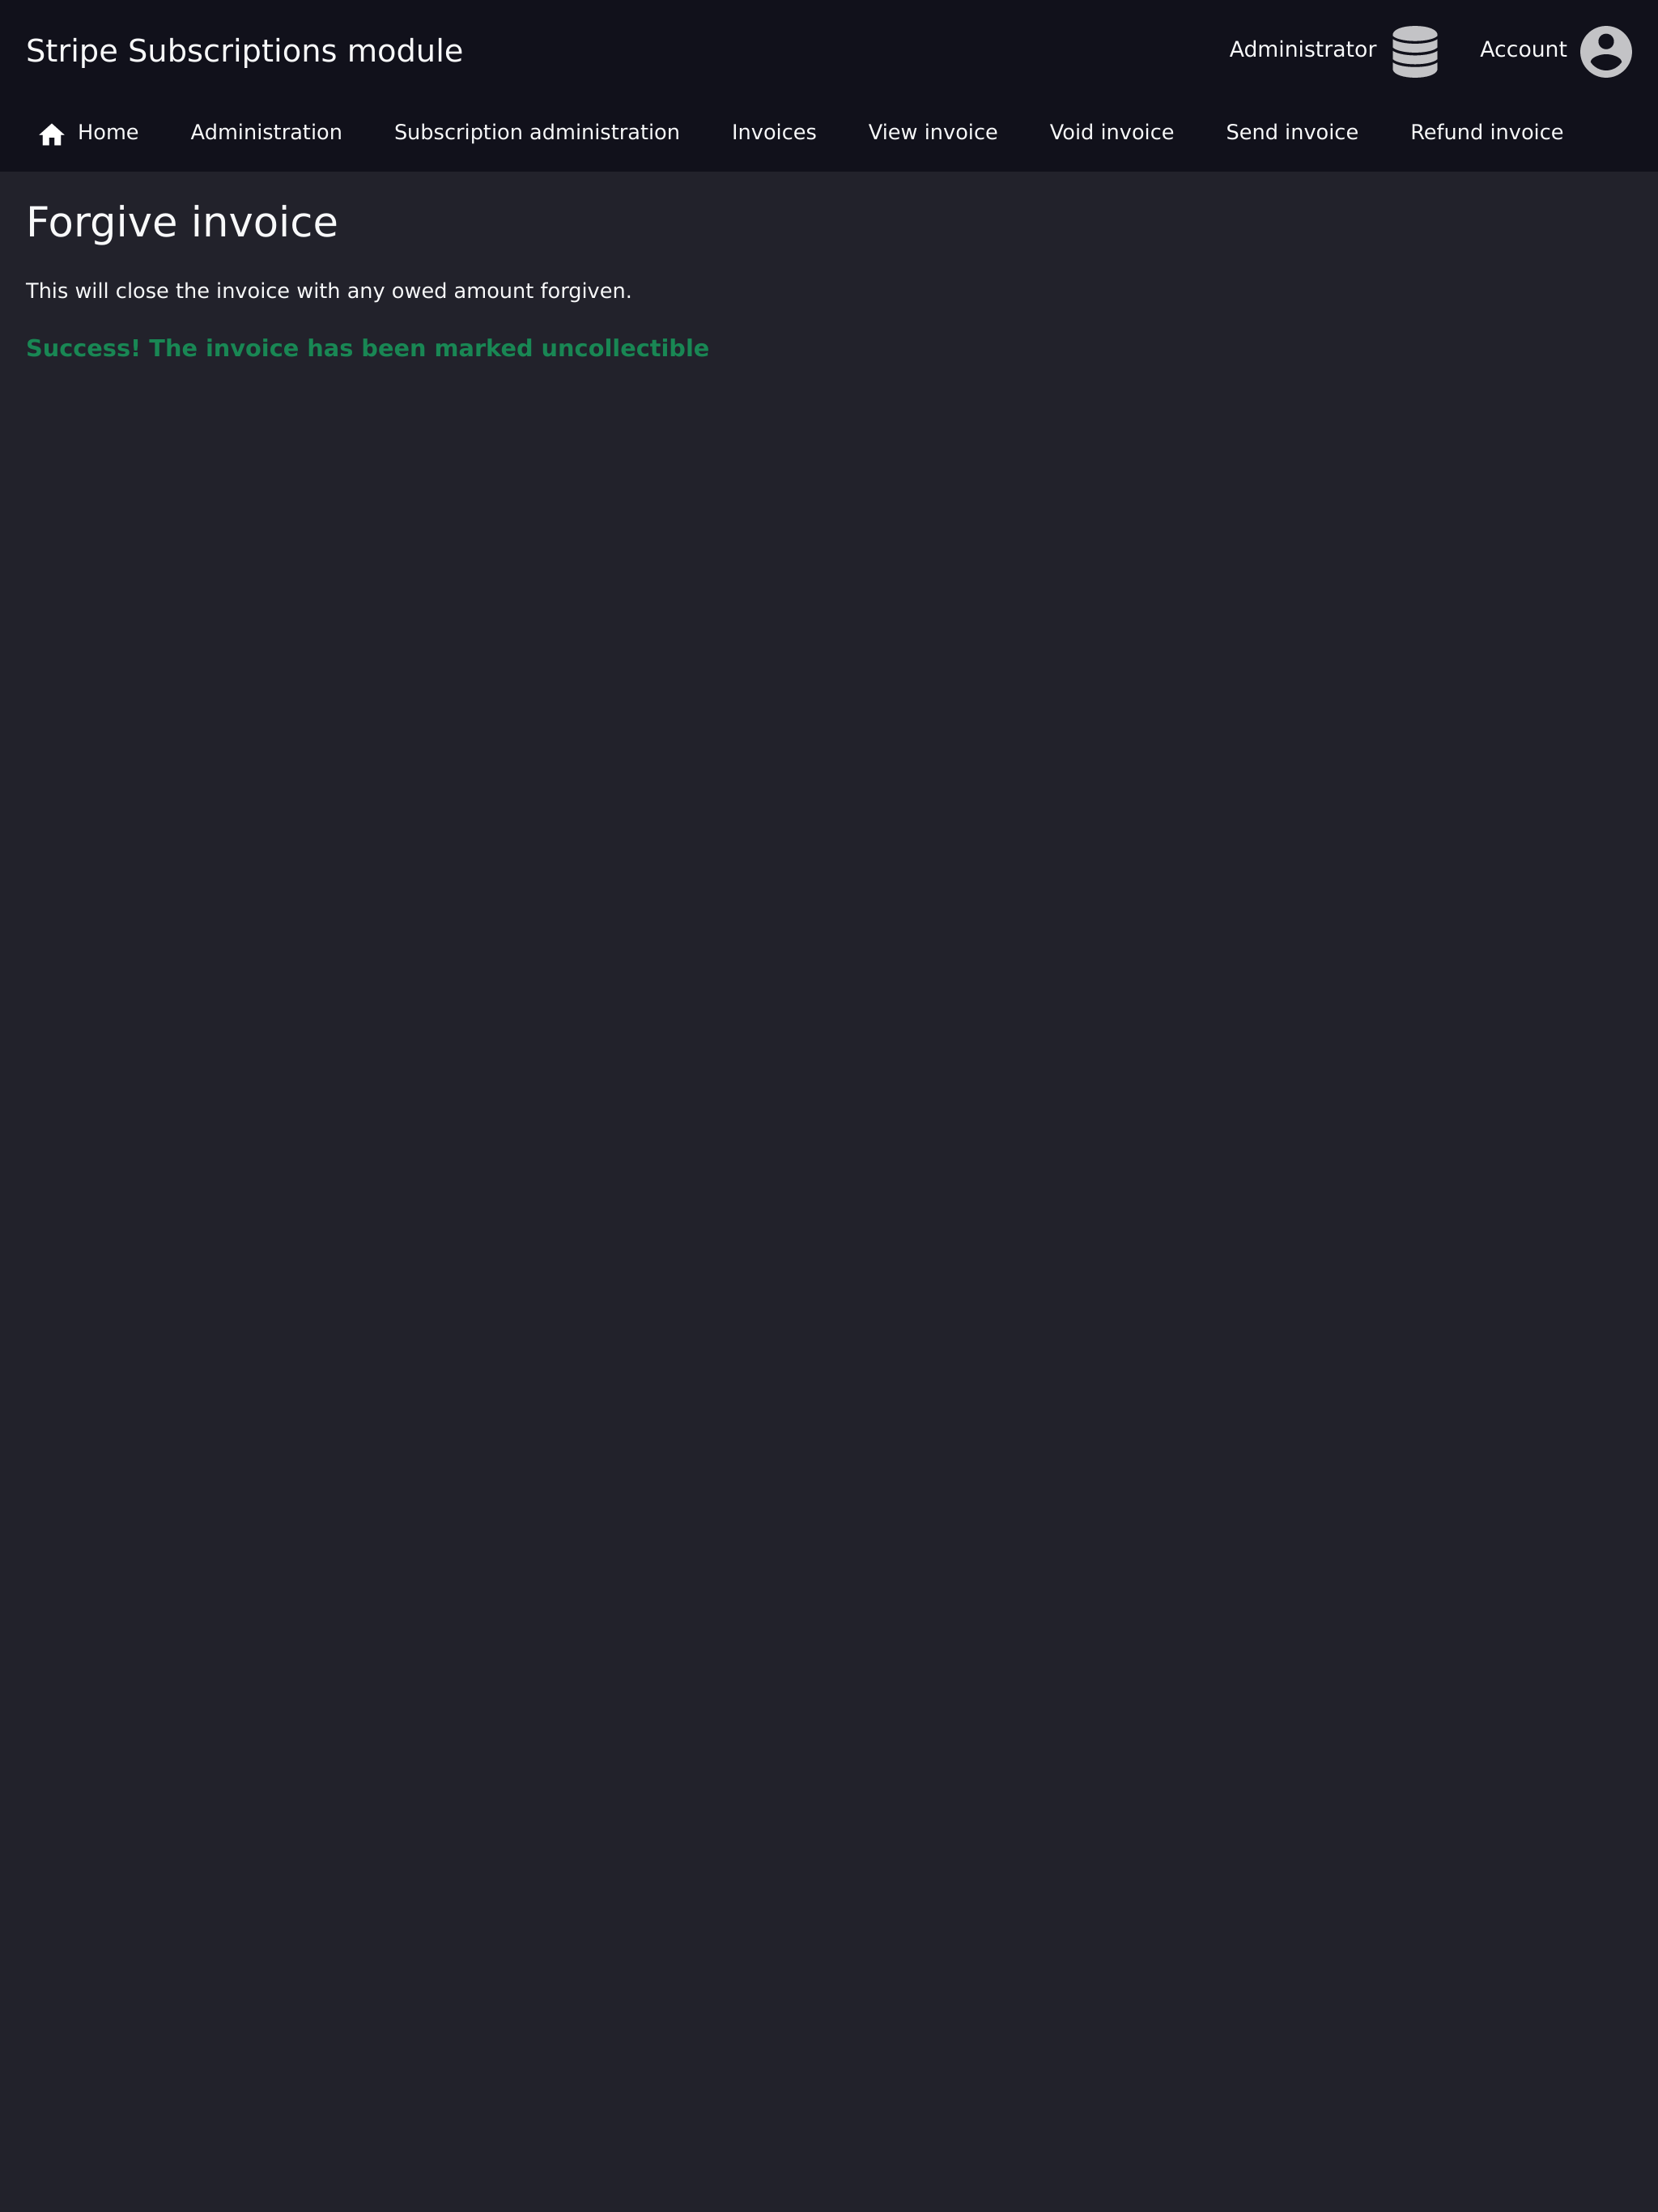 Stripe Subscriptions module
Administrator Account
Home Administration Subscription administration Invoices View invoice Void invoice Send invoice Refund invoice
Forgive invoice
This will close the invoice with any owed amount forgiven.
Success! The invoice has been marked uncollectible